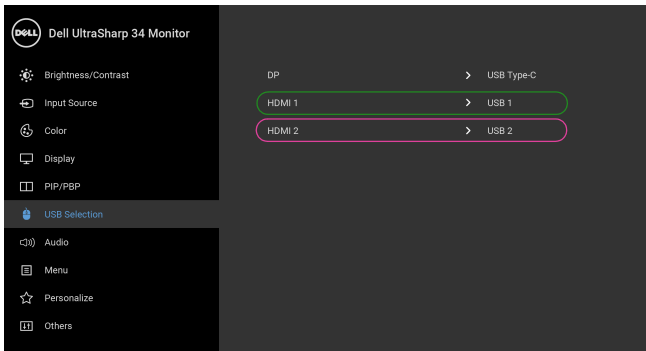 DELL Dell UltraSharp 34 Monitor
Brightness/Contrast
DP > USB Type-C
Input Source
HDMI 1 > USB 1
Color
HDMI 2 > USB 2
Display
PIP/PBP
USB Selection
Audio
Menu
Personalize
Others